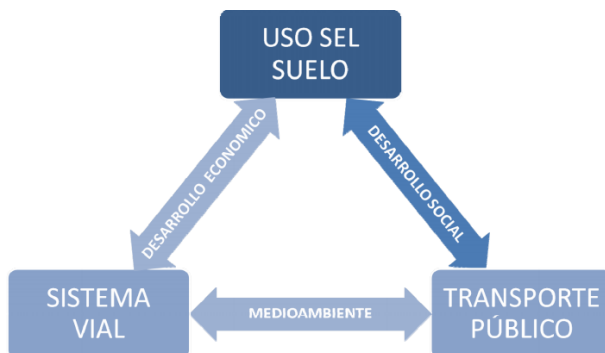 USO SEL
SUELO
DESARROLLO ECONOMICO
DESARROLLO SOCIAL
SISTEMA
VIAL
MEDIOAMBIENTE
TRANSPORTE
PÚBLICO